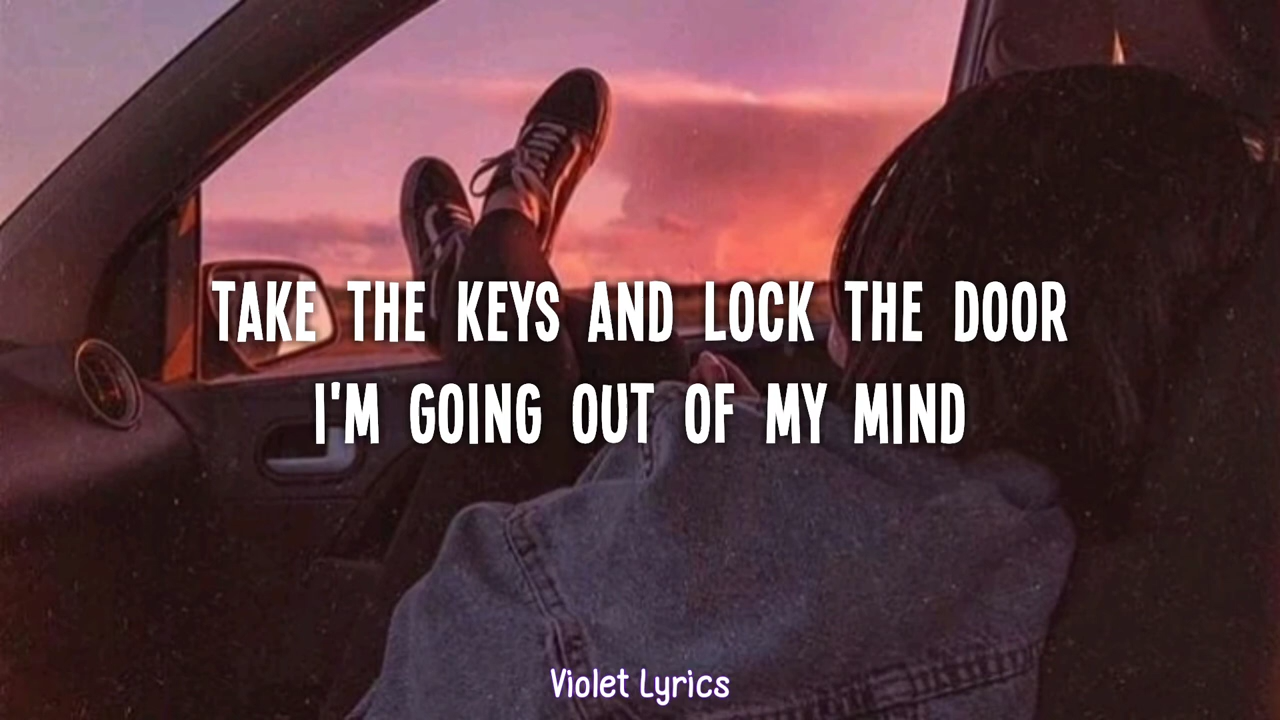 TAKE THE KEYS AND LOCK THE DOOR
I'M GOING OUT OF MY MIND
Violet Lyrics